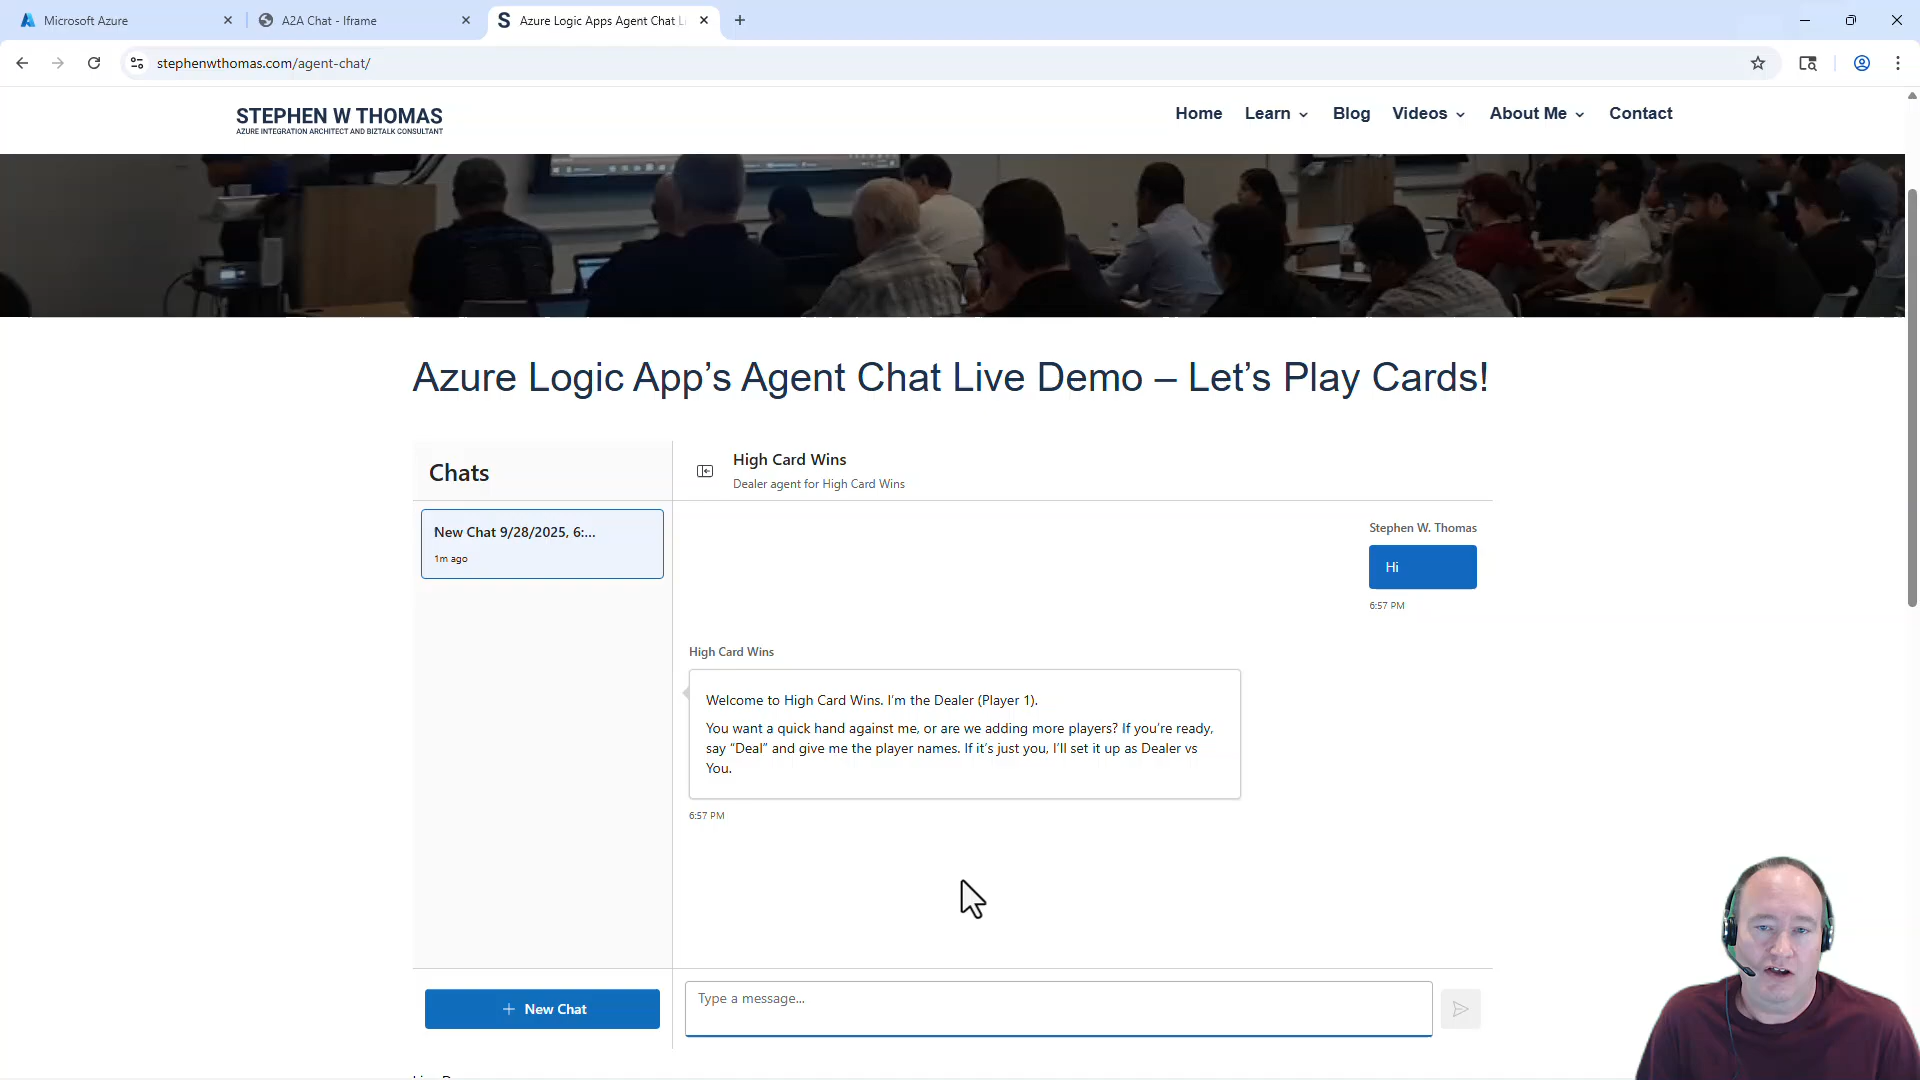 Microsoft Azure
A2A Chat - Iframe
Azure Logic Apps Agent Chat L
stephenwthomas.com/agent-chat/
STEPHEN W THOMAS
AZURE INTEGRATION ARCHITECT AND BIZTALK CONSULTANT
Home
Learn
Blog
Videos
About Me
Contact
Azure Logic App’s Agent Chat Live Demo – Let’s Play Cards!
Chats
High Card Wins
Dealer agent for High Card Wins
New Chat 9/28/2025, 6:...
1m ago
Stephen W. Thomas
Hi
6:57 PM
High Card Wins
Welcome to High Card Wins. I’m the Dealer (Player 1).
You want a quick hand against me, or are we adding more players? If you’re ready,
say “Deal” and give me the player names. If it’s just you, I’ll set it up as Dealer vs
You.
6:57 PM
New Chat
Type a message...